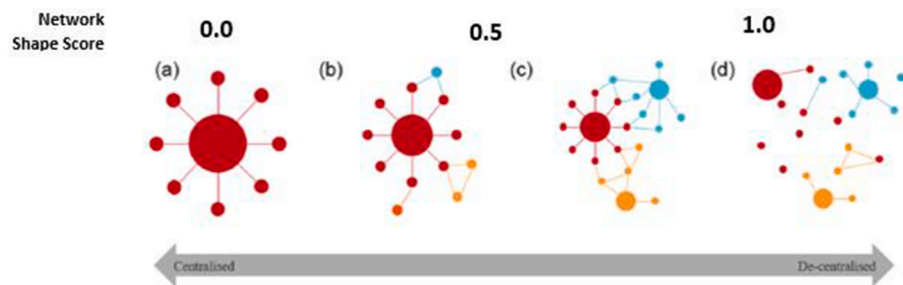 Network
Shape Score
0.0
0.5
1.0
(a)
(b)
(c)
(d)
Centralised
De-centralised